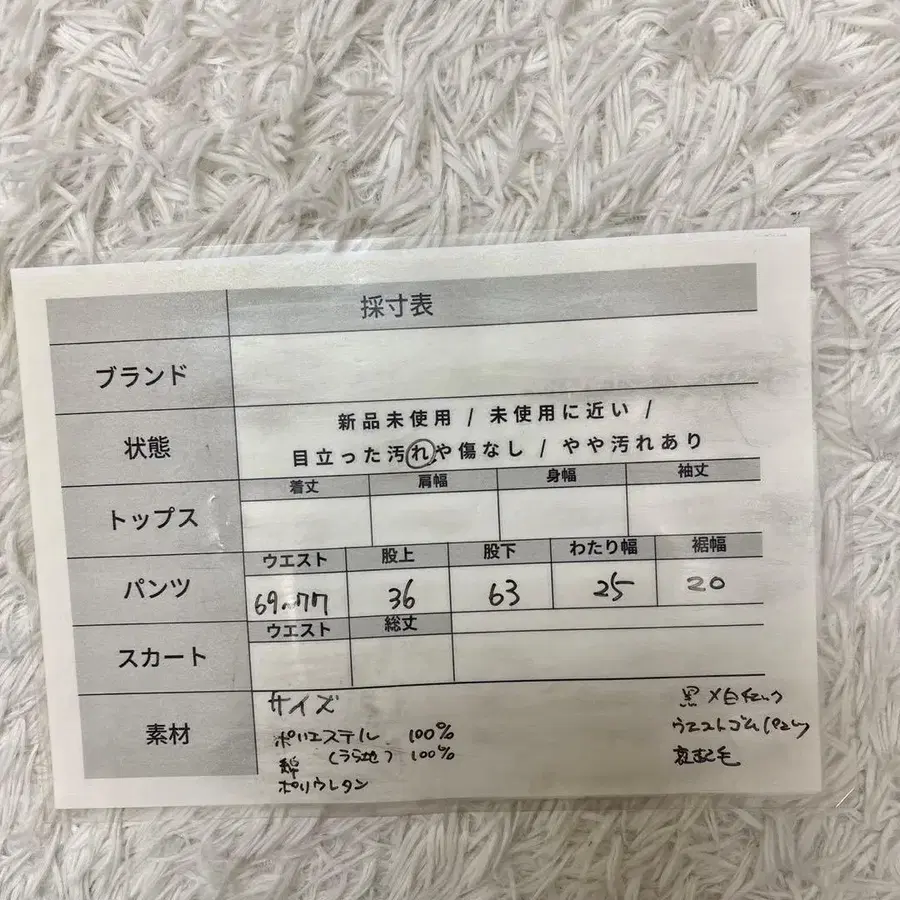 採寸表
ブランド
状態
新品未使用 / 未使用に近い /
目立った汚れや傷なし / やや汚れあり
トップス
着丈 肩幅 身幅 袖丈
パンツ
ウエスト 股上 股下 わたり幅 裾幅
69~77 36 63 25 20
スカート
ウエスト 総丈
素材
サイズ
ポリエステル 100%
綿 (うら地) 100%
ポリウレタン
黒×白チェック
ウエストゴム
裏起毛